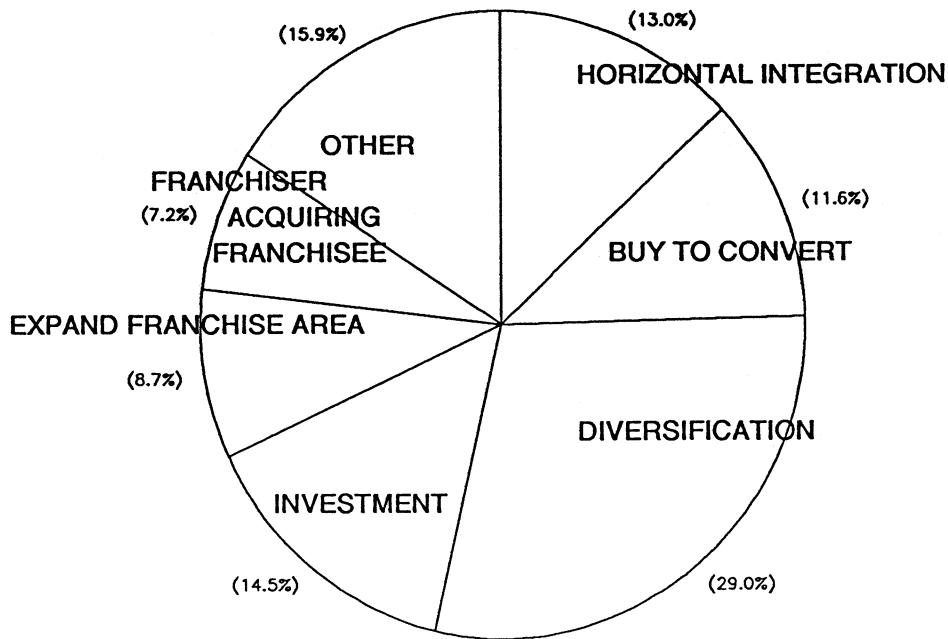 (15.9%)
(13.0%)
HORIZONTAL INTEGRATION
OTHER
FRANCHISER
(7.2%)
ACQUIRING
FRANCHISEE
(11.6%)
BUY TO CONVERT
EXPAND FRANCHISE AREA
(8.7%)
DIVERSIFICATION
INVESTMENT
(14.5%)
(29.0%)